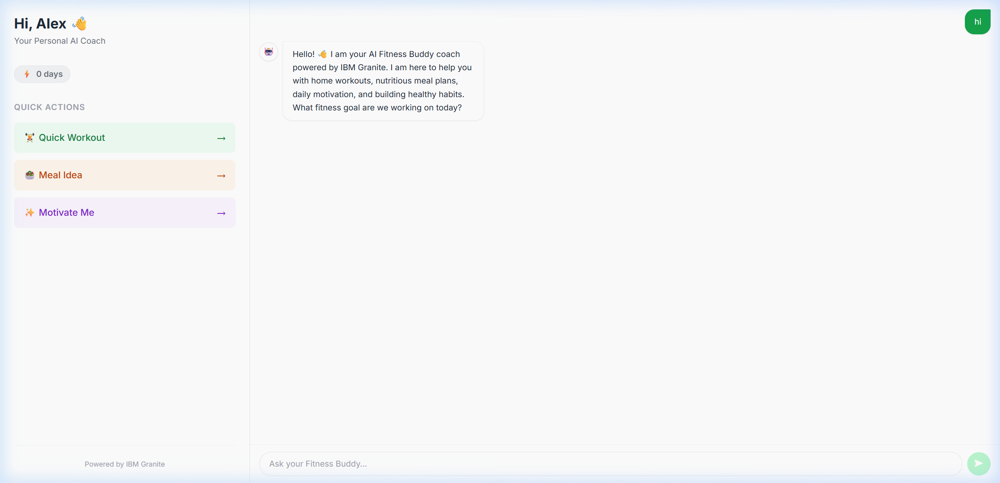 Hi, Alex 👋
Your Personal AI Coach
0 days
QUICK ACTIONS
Quick Workout →
Meal Idea →
Motivate Me →
Powered by IBM Granite
hi
Hello! 👋 I am your AI Fitness Buddy coach
powered by IBM Granite. I am here to help you
with home workouts, nutritious meal plans,
daily motivation, and building healthy habits.
What fitness goal are we working on today?
Ask your Fitness Buddy...